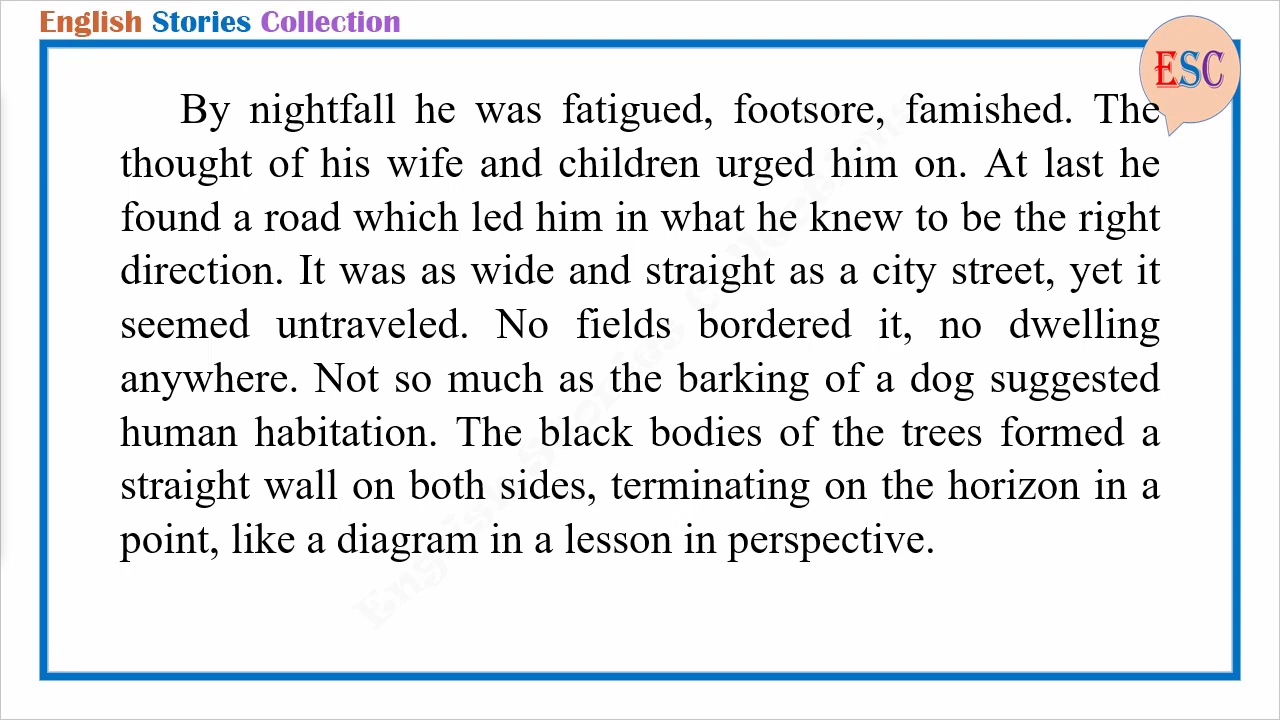 English Stories Collection
ESC
By nightfall he was fatigued, footsore, famished. The
thought of his wife and children urged him on. At last he
found a road which led him in what he knew to be the right
direction. It was as wide and straight as a city street, yet it
seemed untraveled. No fields bordered it, no dwelling
anywhere. Not so much as the barking of a dog suggested
human habitation. The black bodies of the trees formed a
straight wall on both sides, terminating on the horizon in a
point, like a diagram in a lesson in perspective.
English Stories Collection